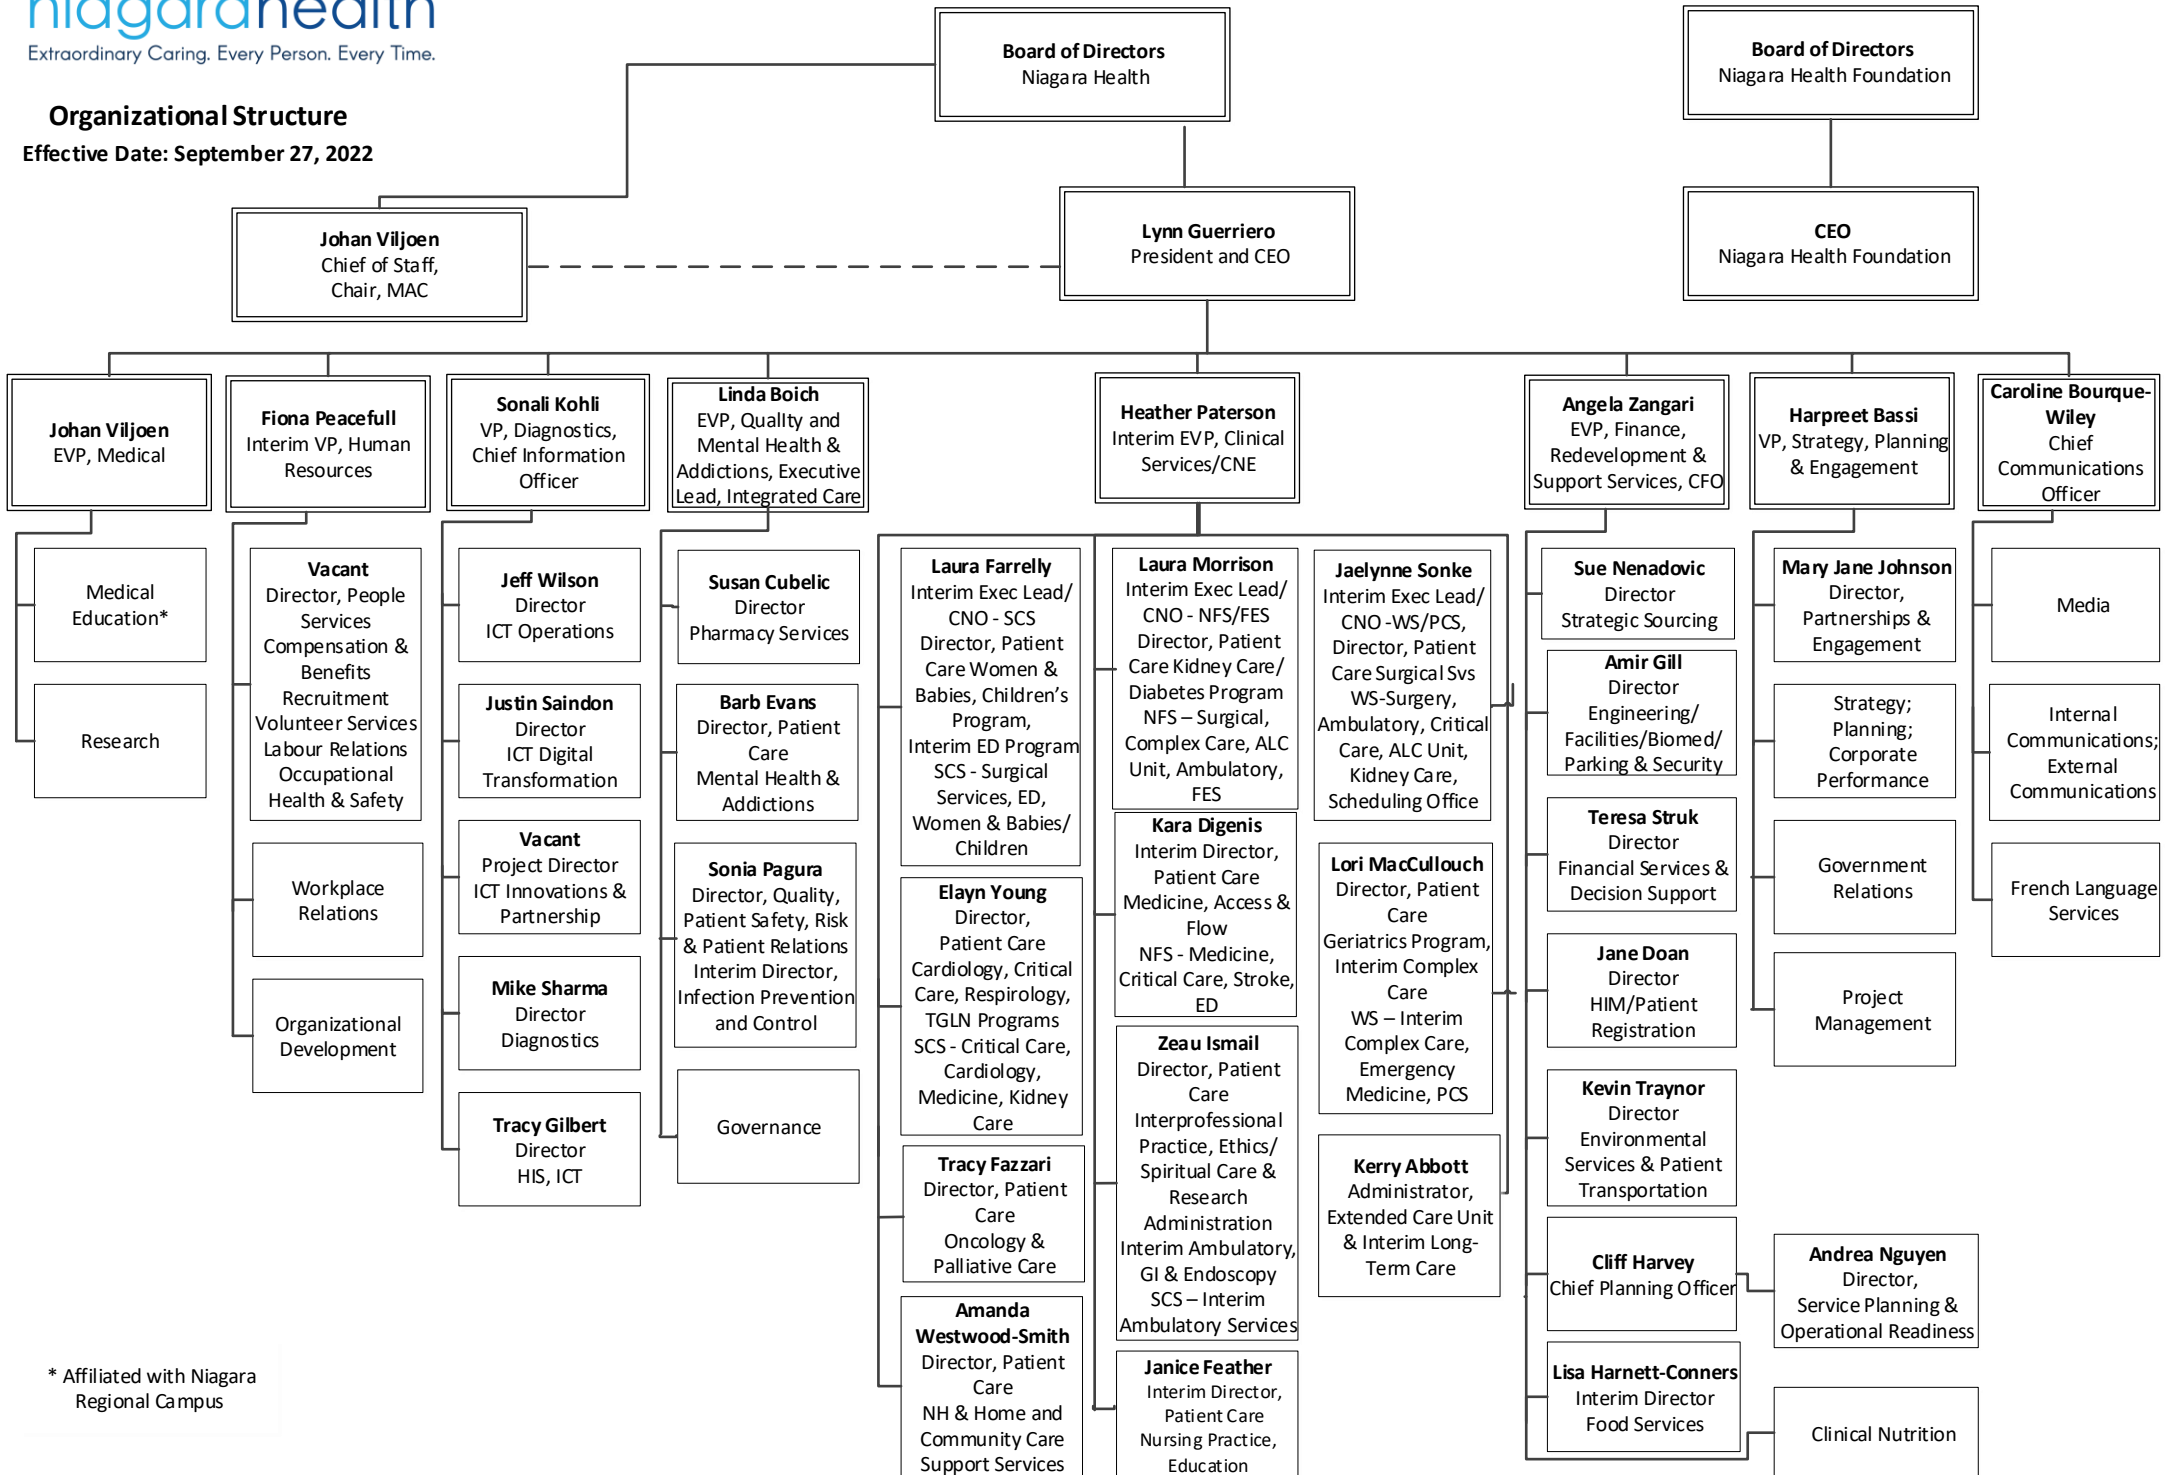 niagarahealth
Extraordinary Caring. Every Person. Every Time.
Organizational Structure
Effective Date: September 27, 2022
Board of Directors
Niagara Health
Board of Directors
Niagara Health Foundation
Johan Viljoen
Chief of Staff,
Chair, MAC
Lynn Guerriero
President and CEO
CEO
Niagara Health Foundation
Johan Viljoen
EVP, Medical
Fiona Peacefull
Interim VP, Human
Resources
Sonali Kohli
VP, Diagnostics,
Chief Information
Officer
Linda Boich
EVP, Quality and
Mental Health &
Addictions, Executive
Lead, Integrated Care
Heather Paterson
Interim EVP, Clinical
Services/CNE
Angela Zangari
EVP, Finance,
Redevelopment &
Support Services, CFO
Harpreet Bassi
VP, Strategy, Planning
& Engagement
Caroline Bourque-
Wiley
Chief
Communications
Officer
Medical
Education*
Research
Vacant
Director, People
Services
Compensation &
Benefits
Recruitment
Volunteer Services
Labour Relations
Occupational
Health & Safety
Workplace
Relations
Organizational
Development
Jeff Wilson
Director
ICT Operations
Justin Saindon
Director
ICT Digital
Transformation
Vacant
Project Director
ICT Innovations &
Partnership
Mike Sharma
Director
Diagnostics
Tracy Gilbert
Director
HIS, ICT
Susan Cubelic
Director
Pharmacy Services
Barb Evans
Director, Patient
Care
Mental Health &
Addictions
Sonia Pagura
Director, Quality,
Patient Safety, Risk
& Patient Relations
Interim Director,
Infection Prevention
and Control
Governance
Laura Farrelly
Interim Exec Lead/
CNO - SCS
Director, Patient
Care Women &
Babies, Children's
Program,
Interim ED Program
SCS - Surgical
Services, ED,
Women & Babies/
Children
Elayn Young
Director,
Patient Care
Cardiology, Critical
Care, Respirology,
TGLN Programs
SCS - Critical Care,
Cardiology,
Medicine, Kidney
Care
Tracy Fazzari
Director, Patient
Care
Oncology &
Palliative Care
Amanda
Westwood-Smith
Director, Patient
Care
NH & Home and
Community Care
Support Services
Laura Morrison
Interim Exec Lead/
CNO - NFS/FES
Director, Patient
Care Kidney Care/
Diabetes Program
NFS – Surgical,
Complex Care, ALC
Unit, Ambulatory,
FES
Kara Digenis
Interim Director,
Patient Care
Medicine, Access &
Flow
NFS - Medicine,
Critical Care, Stroke,
ED
Zeau Ismail
Director, Patient
Care
Interprofessional
Practice, Ethics/
Spiritual Care &
Research
Administration
Interim Ambulatory,
GI & Endoscopy
SCS – Interim
Ambulatory Services
Janice Feather
Interim Director,
Patient Care
Nursing Practice,
Education
Jaelynne Sonke
Interim Exec Lead/
CNO -WS/PCS,
Director, Patient
Care Surgical Svs
WS-Surgery,
Ambulatory, Critical
Care, ALC Unit,
Kidney Care,
Scheduling Office
Lori MacCullouch
Director, Patient
Care
Geriatrics Program,
Interim Complex
Care
WS – Interim
Complex Care,
Emergency
Medicine, PCS
Kerry Abbott
Administrator,
Extended Care Unit
& Interim Long-
Term Care
Sue Nenadovic
Director
Strategic Sourcing
Amir Gill
Director
Engineering/
Facilities/Biomed/
Parking & Security
Teresa Struk
Director
Financial Services &
Decision Support
Jane Doan
Director
HIM/Patient
Registration
Kevin Traynor
Director
Environmental
Services & Patient
Transportation
Cliff Harvey
Chief Planning Officer
Lisa Harnett-Conners
Interim Director
Food Services
Mary Jane Johnson
Director,
Partnerships &
Engagement
Strategy;
Planning;
Corporate
Performance
Government
Relations
Project
Management
Andrea Nguyen
Director,
Service Planning &
Operational Readiness
Clinical Nutrition
Media
Internal
Communications;
External
Communications
French Language
Services
* Affiliated with Niagara
Regional Campus